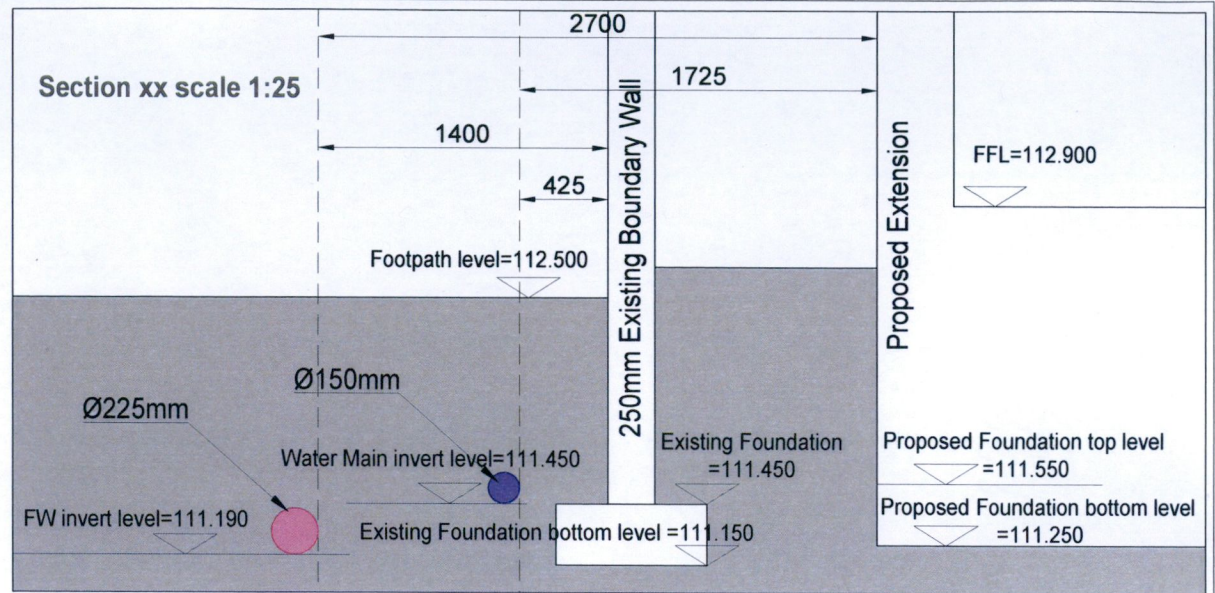 2700
Section xx scale 1:25
1725
1400
425
250mm Existing Boundary Wall
Proposed Extension
FFL=112.900
Footpath level=112.500
Ø150mm
Ø225mm
Water Main invert level=111.450
Existing Foundation
=111.450
Proposed Foundation top level
=111.550
FW invert level=111.190
Existing Foundation bottom level =111.150
Proposed Foundation bottom level
=111.250